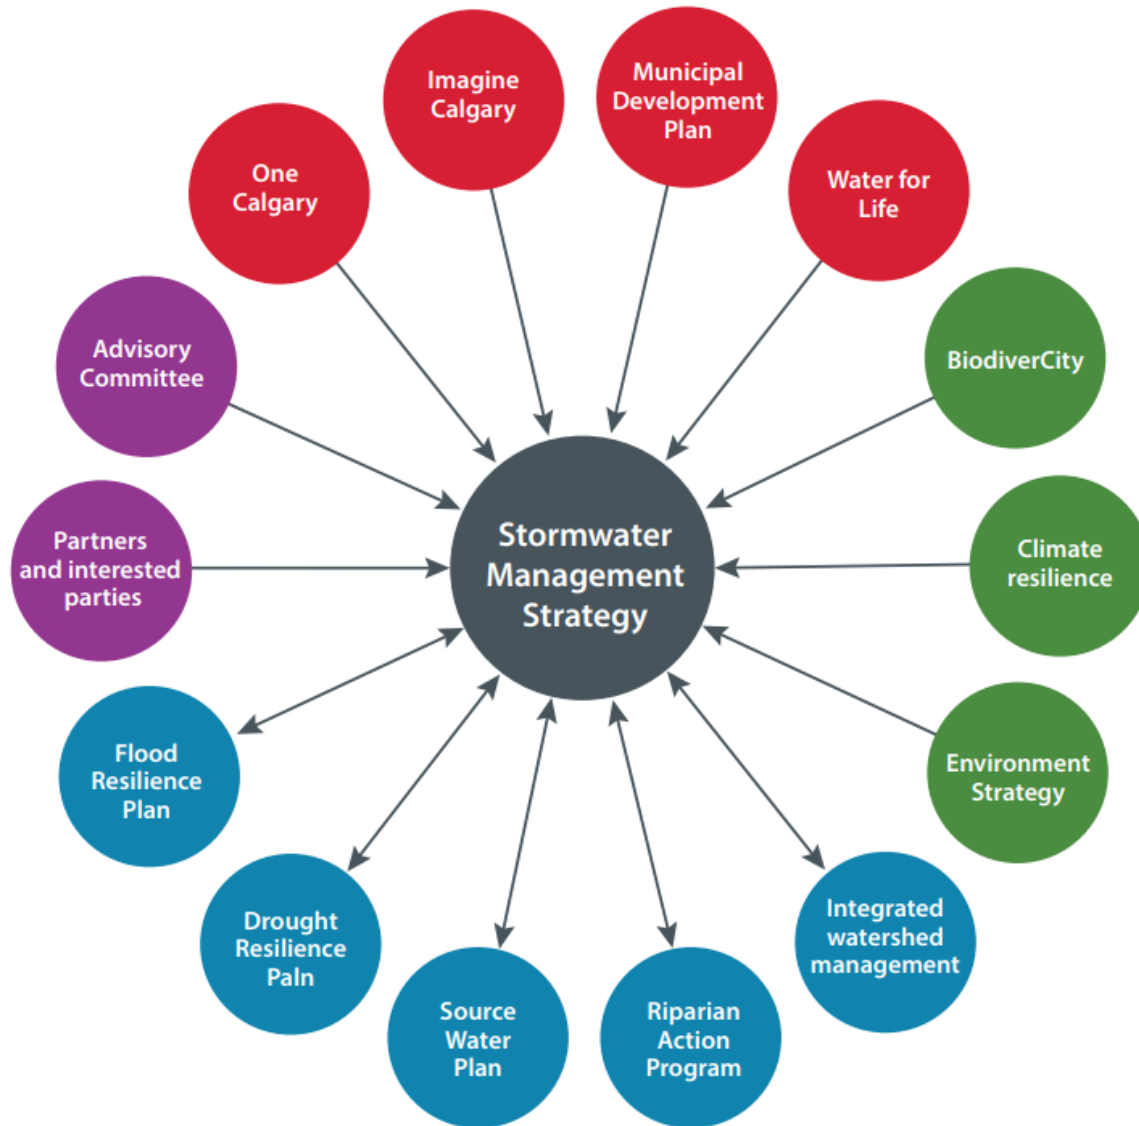 Imagine
Calgary
Municipal
Development
Plan
One
Calgary
Water for
Life
Advisory
Committee
BiodiverCity
Partners
and interested
parties
Stormwater
Management
Strategy
Climate
resilience
Flood
Resilience
Plan
Environment
Strategy
Drought
Resilience
Paln
Source
Water
Plan
Riparian
Action
Program
Integrated
watershed
management